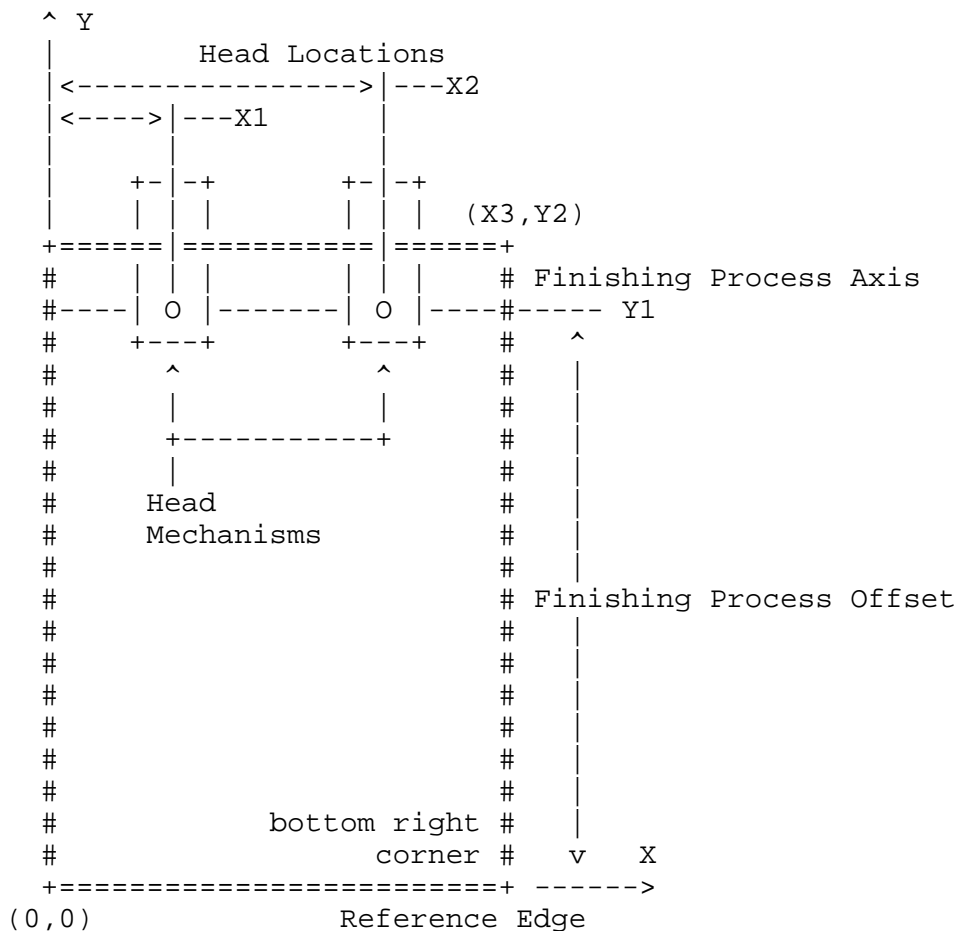 Y
Head Locations
X2
X1
(X3,Y2)
Finishing Process Axis
O O Y1
Head
Mechanisms
Finishing Process Offset
bottom right
corner X
(0,0) Reference Edge